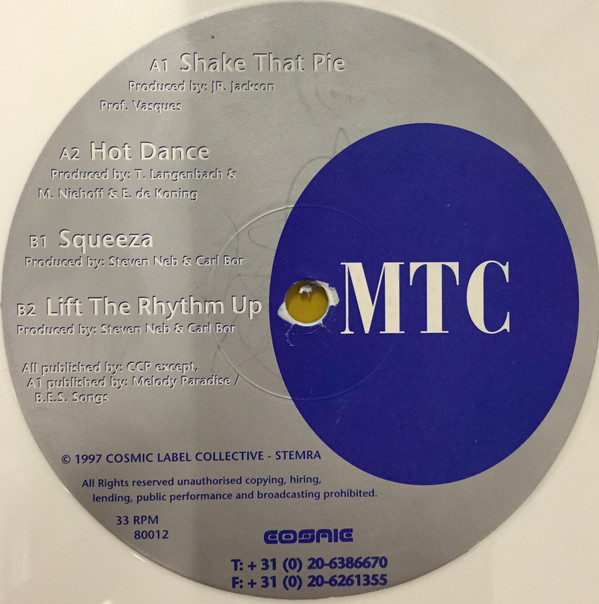 A1 Shake That Pie
Produced by: JR. Jackson
Prof. Vasques
A2 Hot Dance
Produced by: T. Langenbach &
M. Niehoff & E. de Koning
B1 Squeeza
Produced by: Steven Neb & Carl Bor
B2 Lift The Rhythm Up
Produced by: Steven Neb & Carl Bor
All published by: CCP except,
A1 published by: Melody Paradise /
B.E.S. Songs
MTC
© 1997 COSMIC LABEL COLLECTIVE - STEMRA
All Rights reserved unauthorised copying, hiring,
lending, public performance and broadcasting prohibited.
33 RPM
80012
COSMIC
T: + 31 (0) 20-6386670
F: + 31 (0) 20-6261355